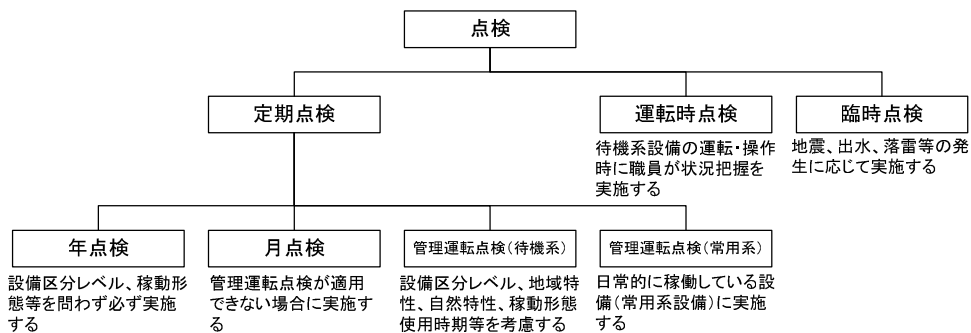 点検
定期点検
運転時点検
待機系設備の運転・操作
時に職員が状況把握を
実施する
臨時点検
地震、出水、落雷等の発
生に応じて実施する
年点検
設備区分レベル、稼動形
態等を問わず必ず実施
する
月点検
管理運転点検が適用
できない場合に実施す
る
管理運転点検(待機系)
設備区分レベル、地域特
性、自然特性、稼動形態
使用時期等を考慮する
管理運転点検(常用系)
日常的に稼働している設
備(常用系設備)に実施
する